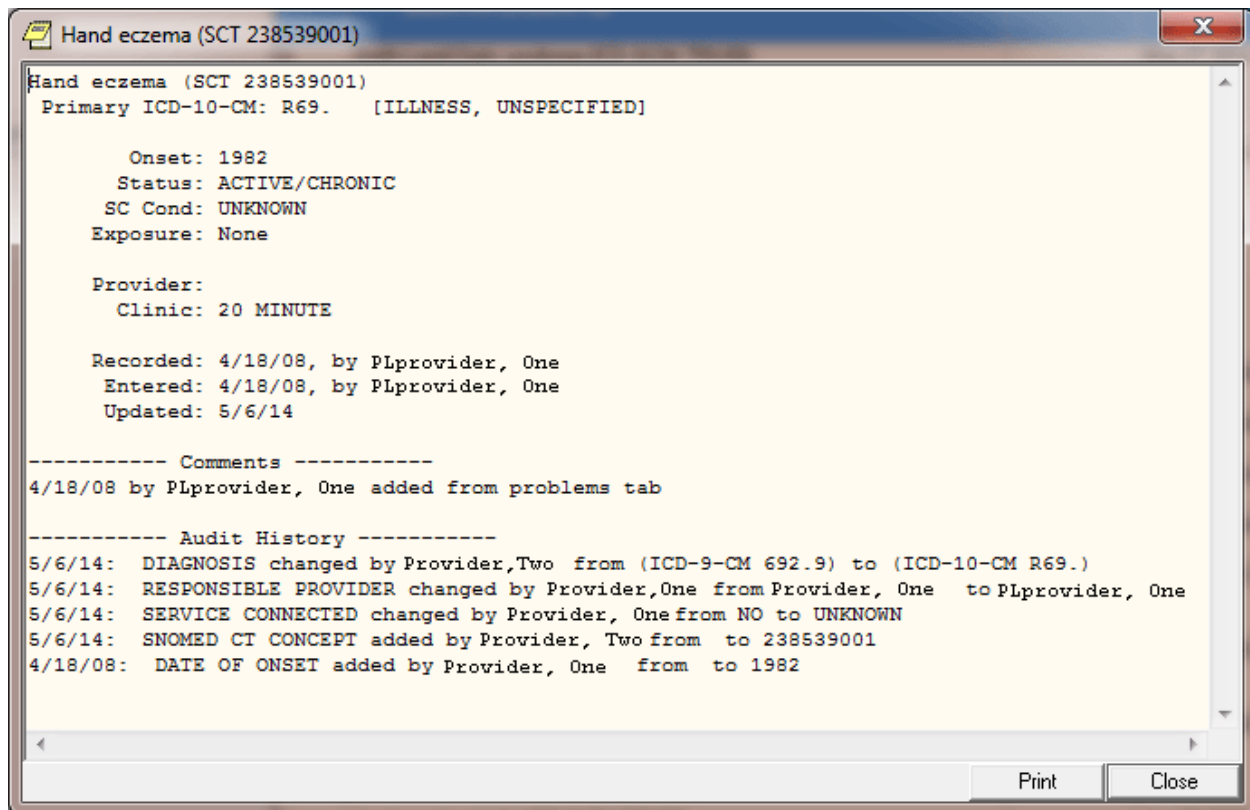 Hand eczema (SCT 238539001)
Hand eczema (SCT 238539001)
Primary ICD-10-CM: R69. [ILLNESS, UNSPECIFIED]
Onset: 1982
Status: ACTIVE/CHRONIC
SC Cond: UNKNOWN
Exposure: None
Provider:
Clinic: 20 MINUTE
Recorded: 4/18/08, by PLprovider, One
Entered: 4/18/08, by PLprovider, One
Updated: 5/6/14
----------- Comments -----------
4/18/08 by PLprovider, One added from problems tab
----------- Audit History -----------
5/6/14: DIAGNOSIS changed by Provider,Two from (ICD-9-CM 692.9) to (ICD-10-CM R69.)
5/6/14: RESPONSIBLE PROVIDER changed by Provider,One from Provider, One to PLprovider, One
5/6/14: SERVICE CONNECTED changed by Provider, One from NO to UNKNOWN
5/6/14: SNOMED CT CONCEPT added by Provider, Two from to 238539001
4/18/08: DATE OF ONSET added by Provider, One from to 1982
Print Close